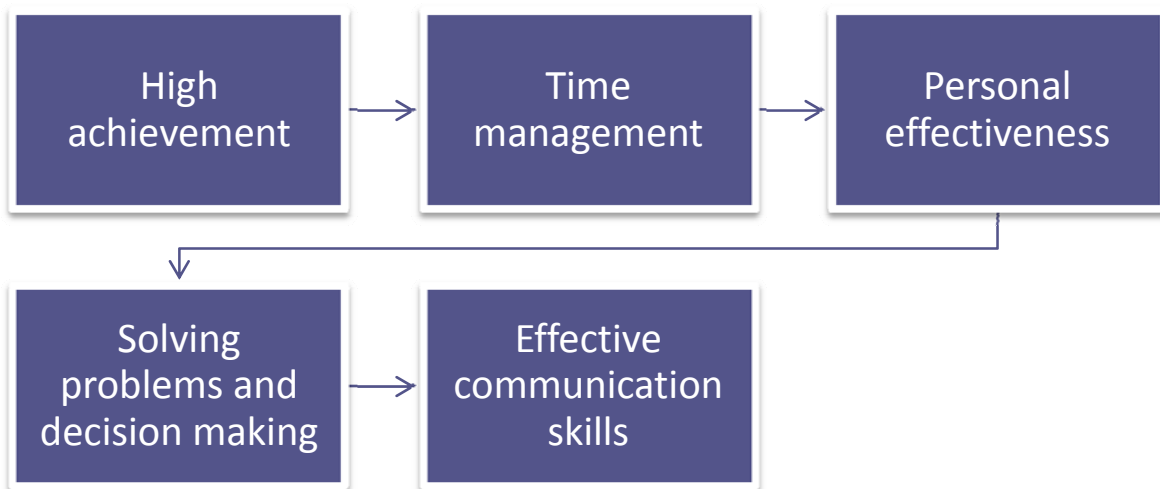 High
achievement
Time
management
Personal
effectiveness
Solving
problems and
decision making
Effective
communication
skills